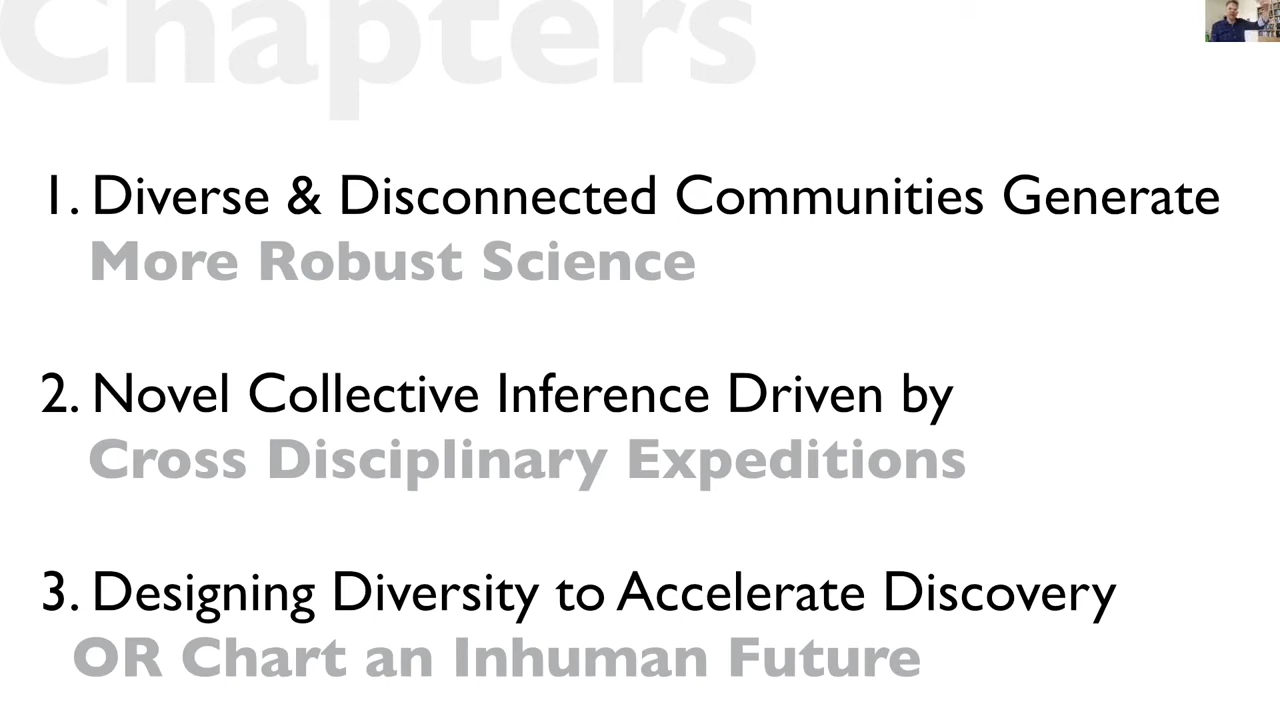 Chapters
1. Diverse & Disconnected Communities Generate
More Robust Science
2. Novel Collective Inference Driven by
Cross Disciplinary Expeditions
3. Designing Diversity to Accelerate Discovery
OR Chart an Inhuman Future